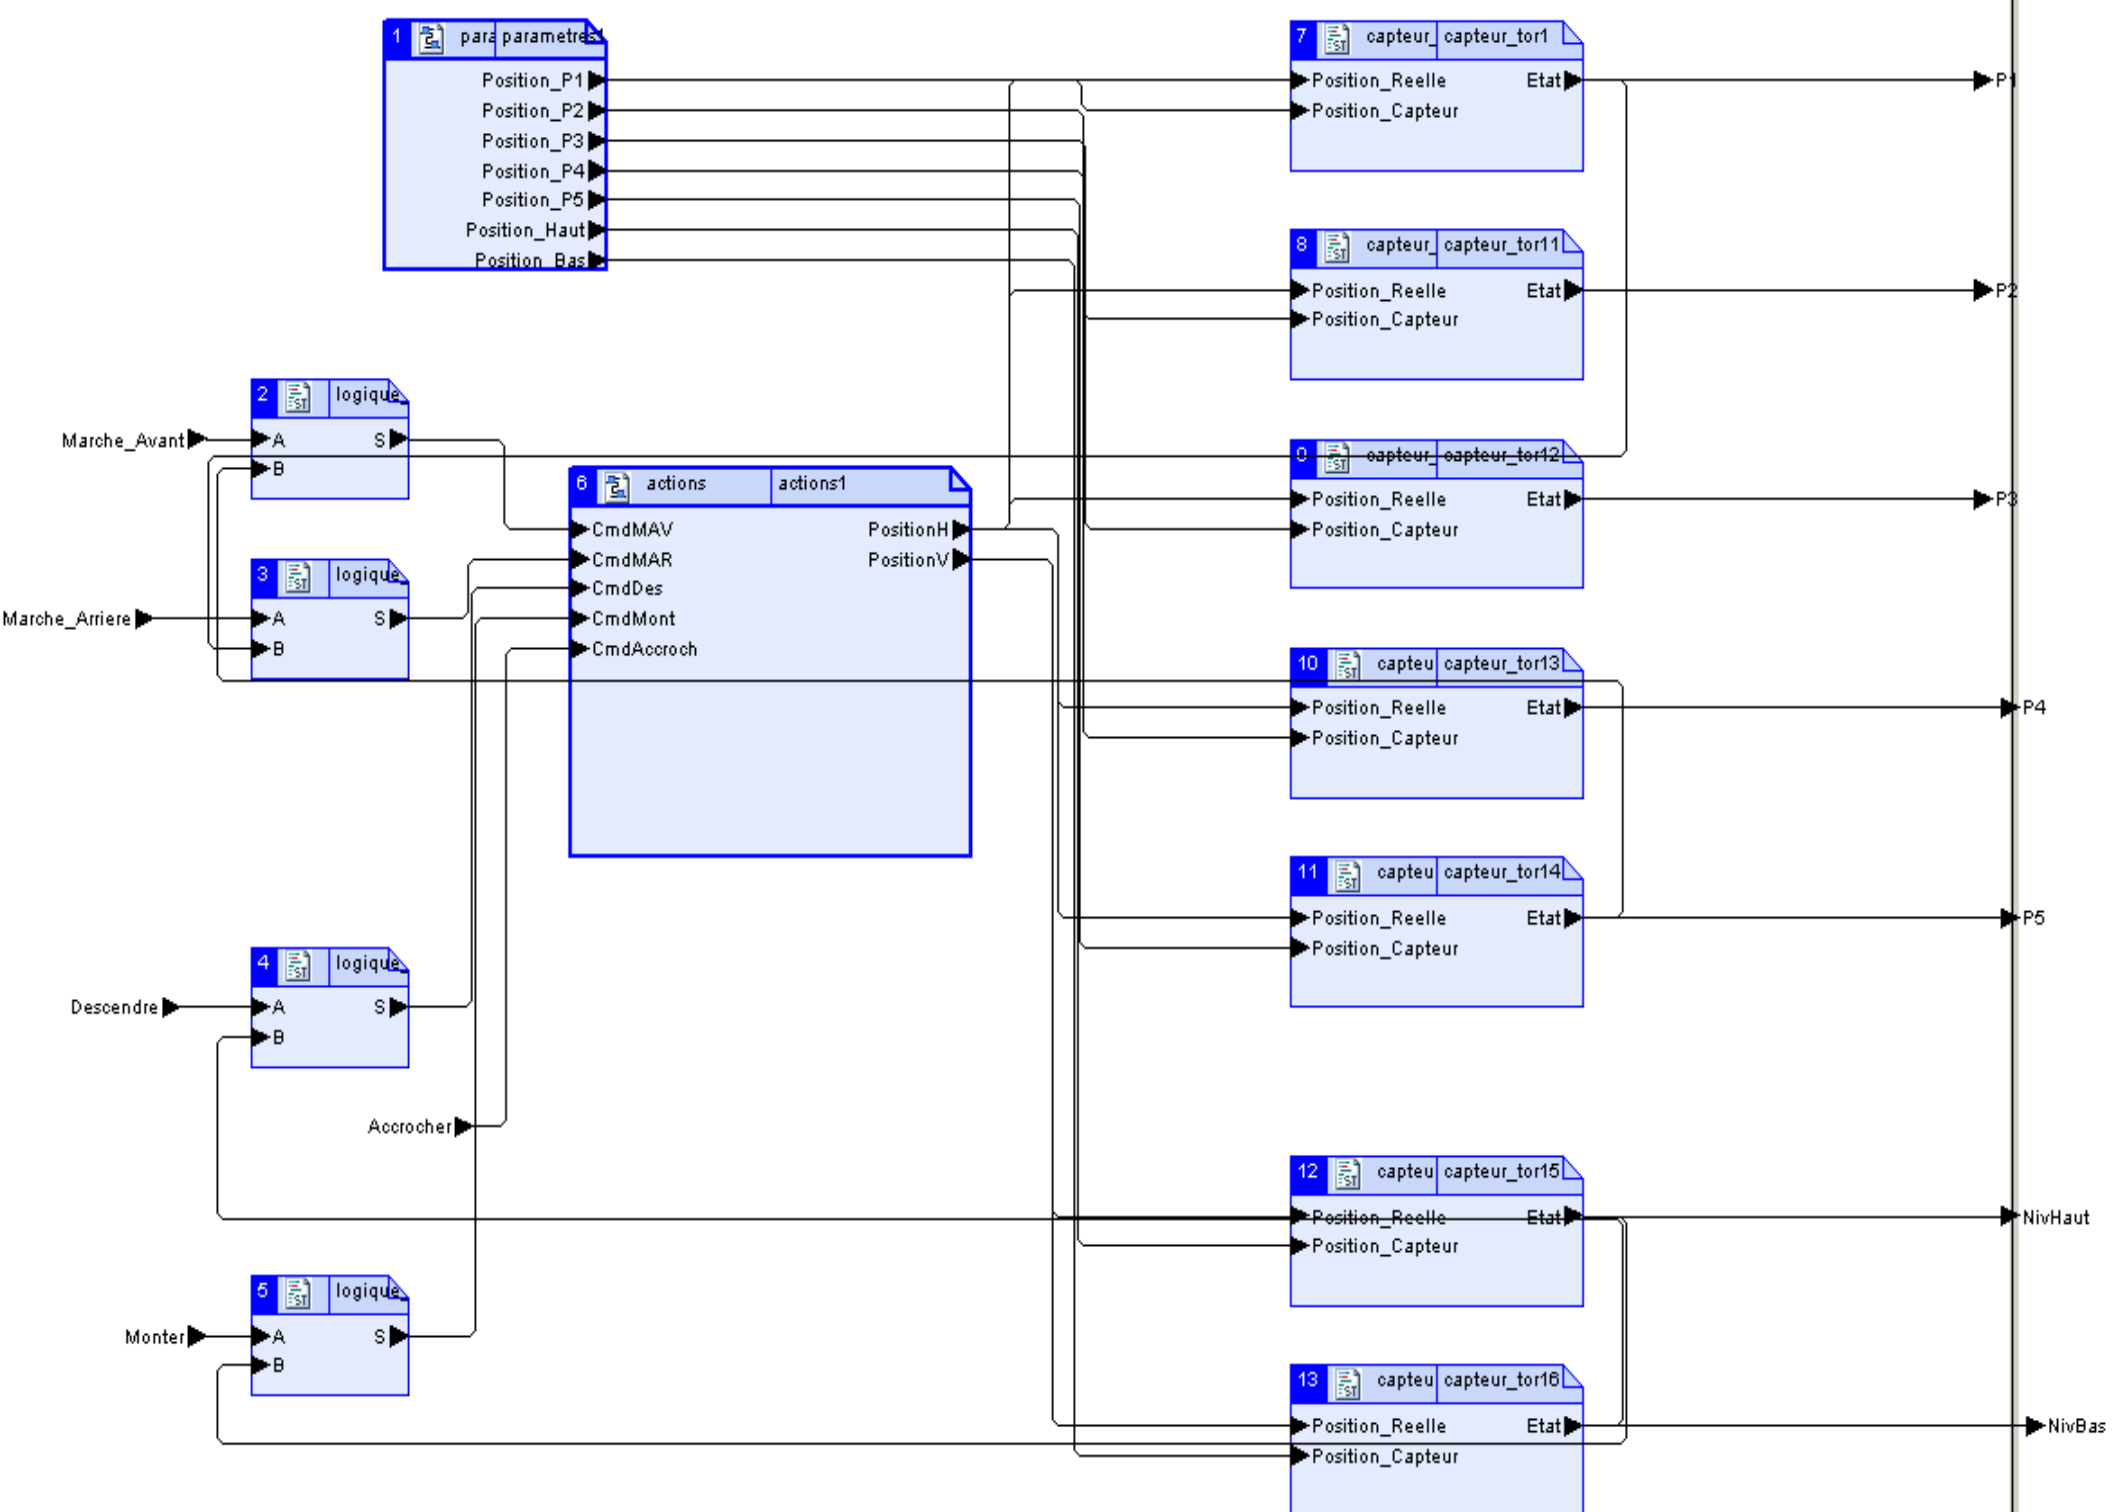 1 para parametres1
Position_P1
Position_P2
Position_P3
Position_P4
Position_P5
Position_Haut
Position_Bas
7 capteur_ capteur_tor1
Position_Reelle Etat
Position_Capteur
P1
8 capteur_ capteur_tor11
Position_Reelle Etat
Position_Capteur
P2
2 logique_
Marche_Avant
A S
B
9 capteur_ capteur_tor12
Position_Reelle Etat
Position_Capteur
P3
6 actions actions1
CmdMAV PositionH
CmdMAR PositionV
CmdDes
CmdMont
CmdAccroch
3 logique_
Marche_Arriere
A S
B
10 capteu capteur_tor13
Position_Reelle Etat
Position_Capteur
P4
11 capteu capteur_tor14
Position_Reelle Etat
Position_Capteur
P5
4 logique_
Descendre
A S
B
Accrocher
12 capteu capteur_tor15
Position_Reelle Etat
Position_Capteur
NivHaut
5 logique_
Monter
A S
B
13 capteu capteur_tor16
Position_Reelle Etat
Position_Capteur
NivBas